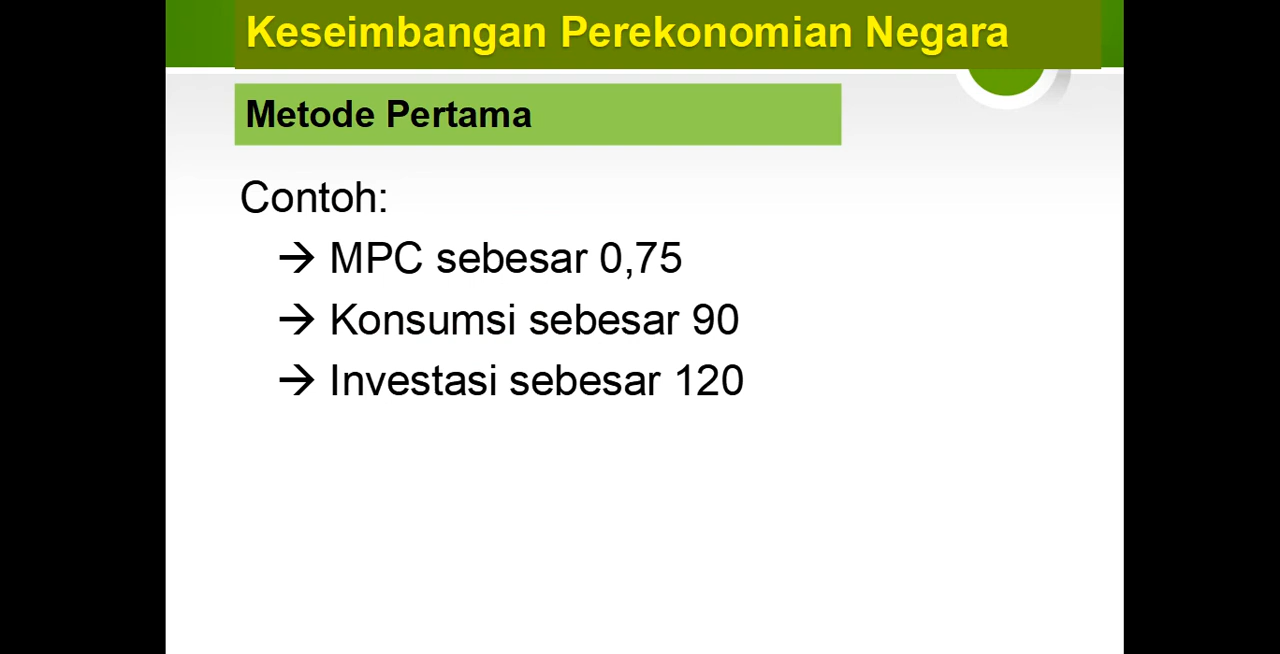 Keseimbangan Perekonomian Negara
Metode Pertama
Contoh:
→ MPC sebesar 0,75
→ Konsumsi sebesar 90
→ Investasi sebesar 120